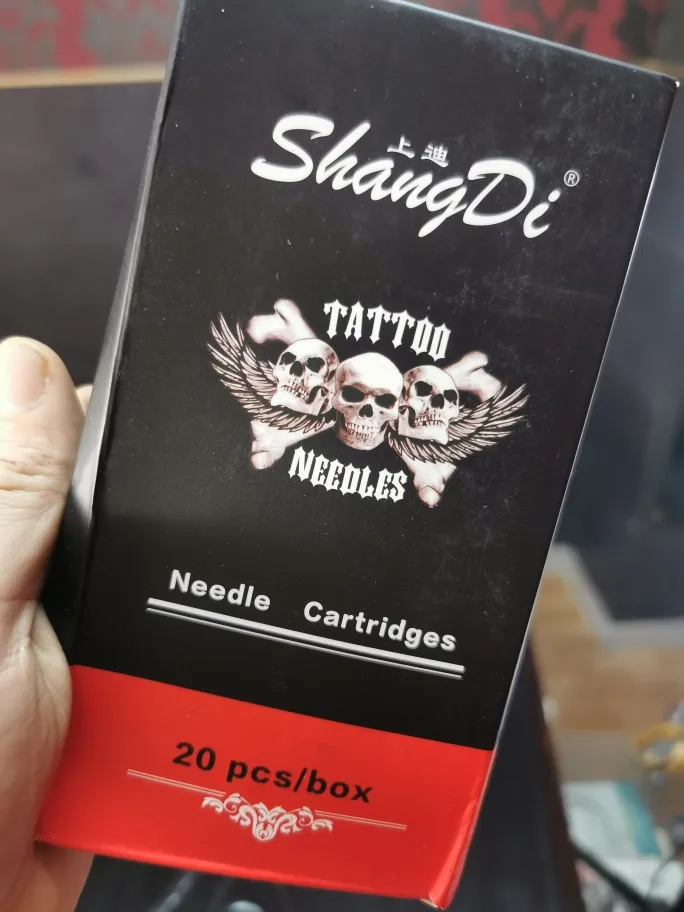 上迪
ShangDi®
TATTOO
NEEDLES
Needle Cartridges
20 pcs/box